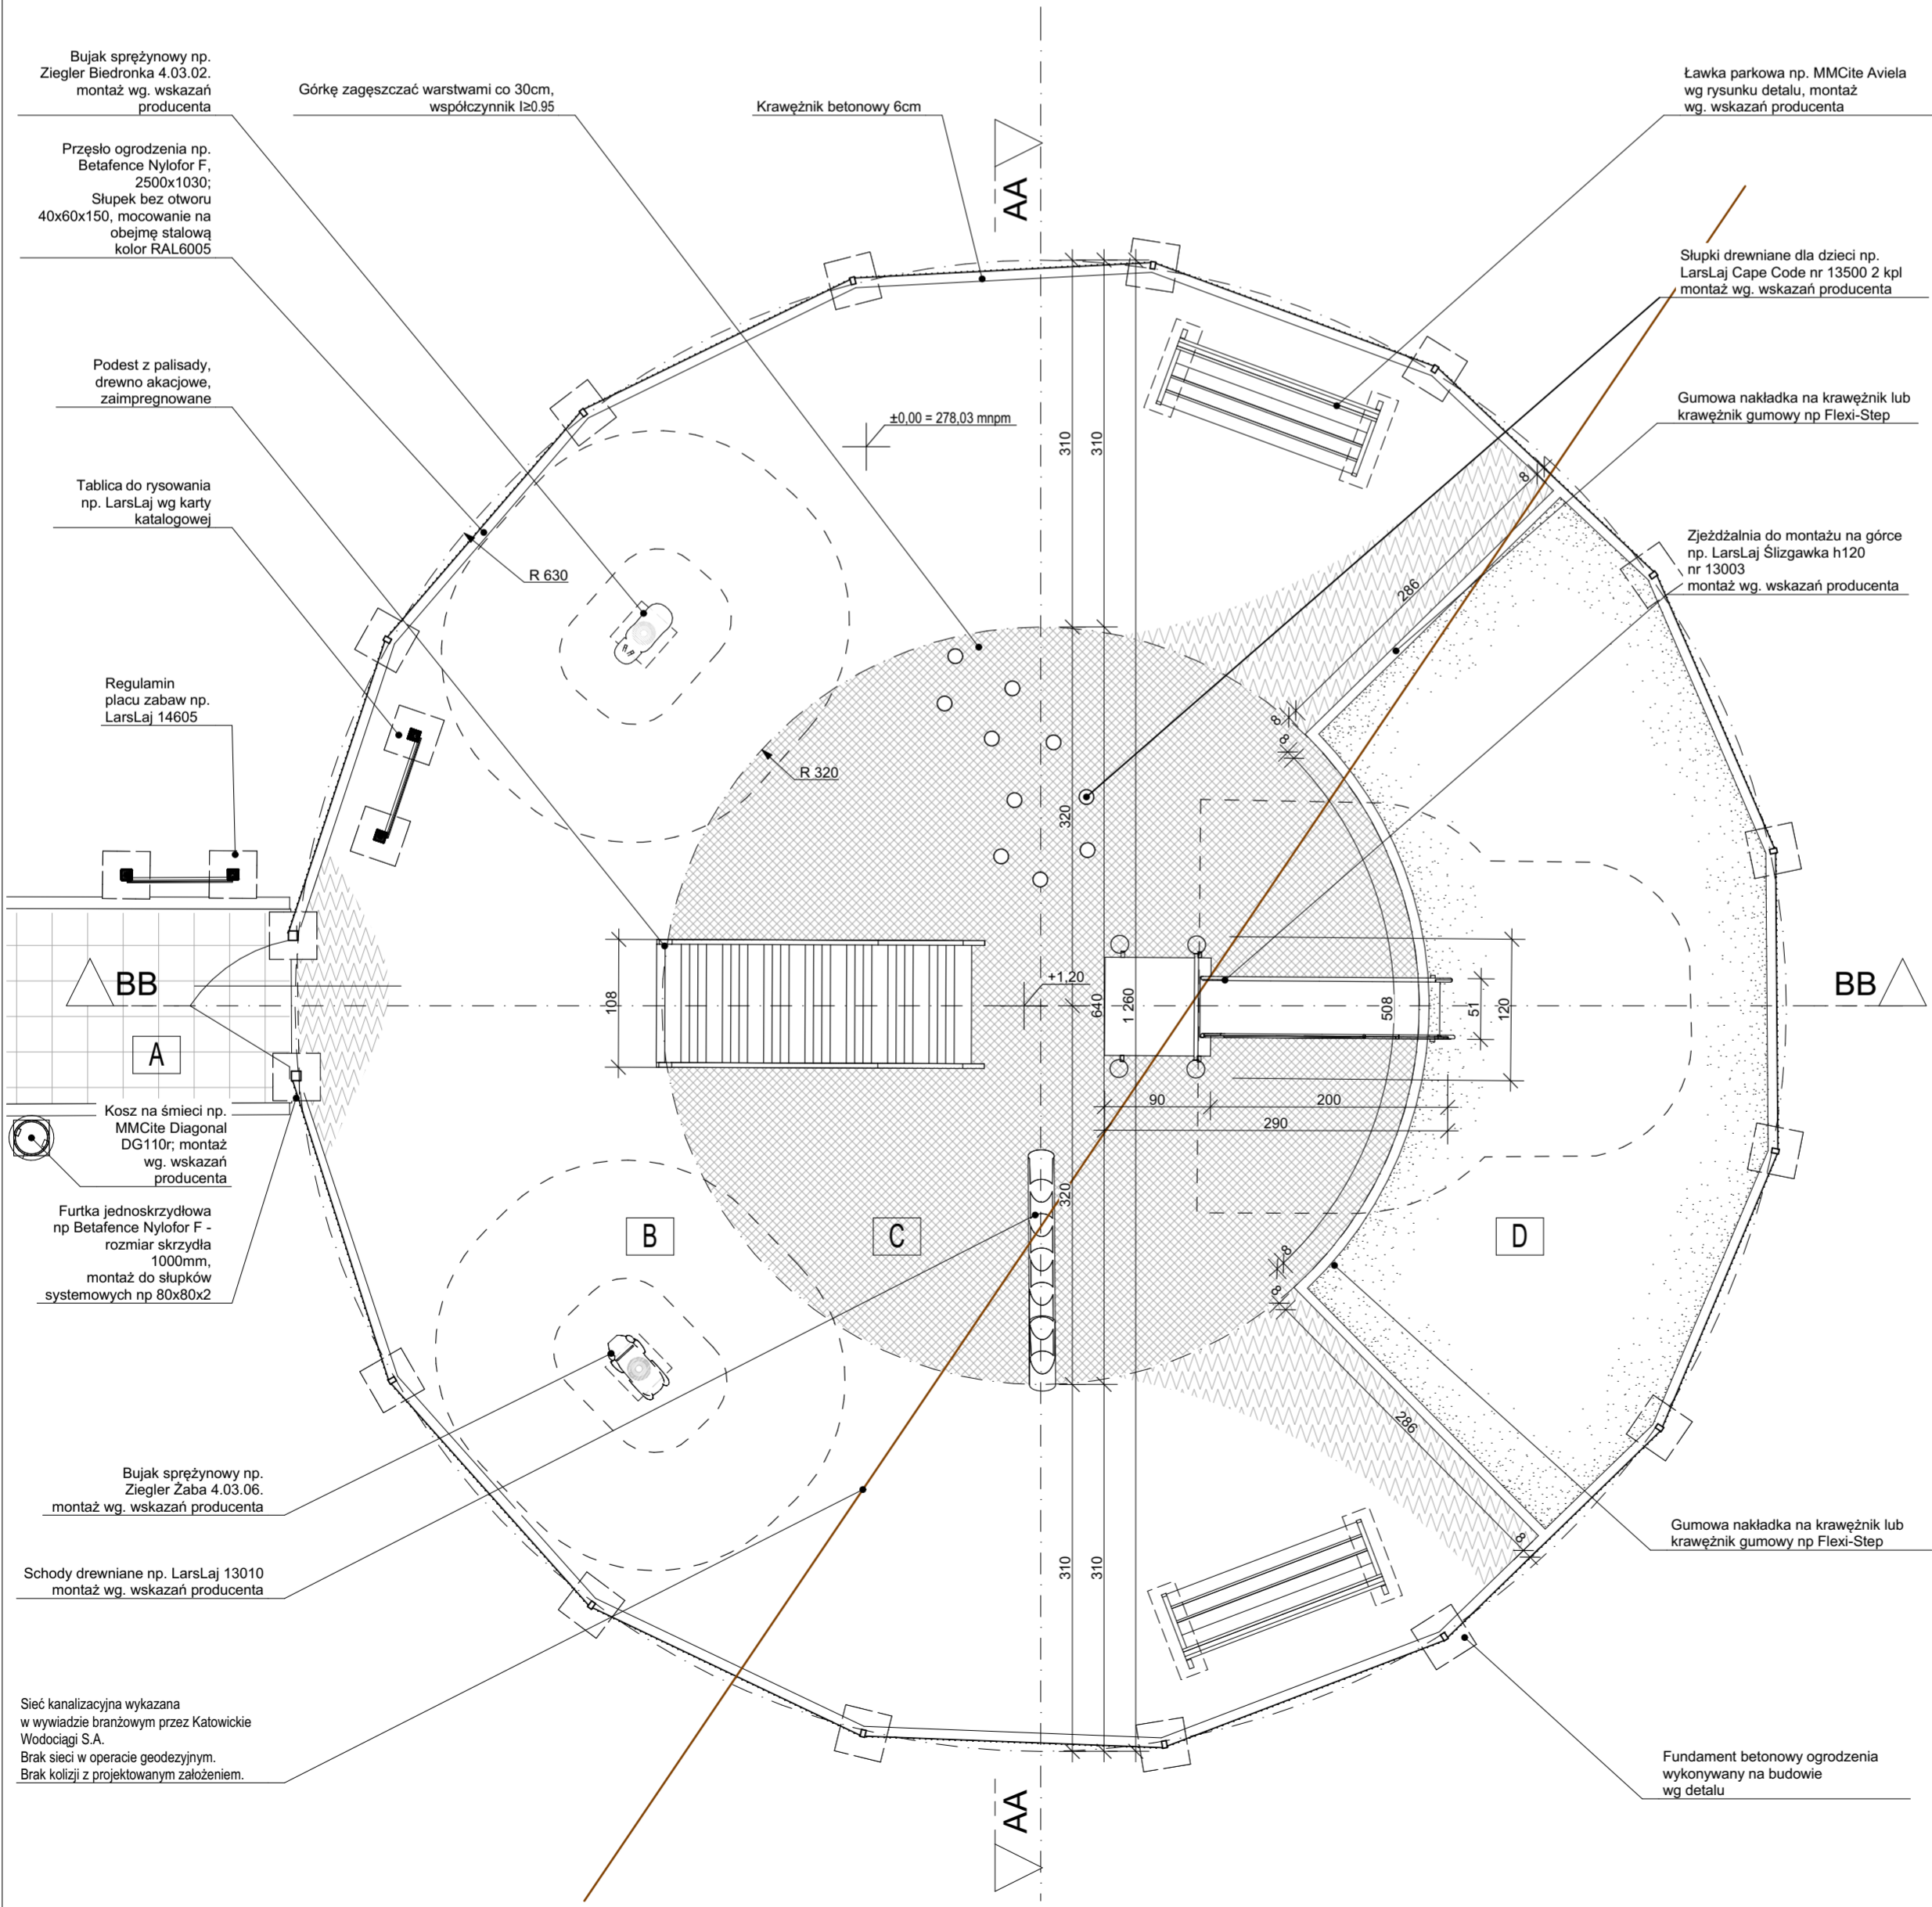 Bujak sprężynowy np.
Ziegler Biedronka 4.03.02.
montaż wg. wskazań
producenta
Górkę zagęszczać warstwami co 30cm,
współczynnik I≥0.95
Krawężnik betonowy 6cm
Ławka parkowa np. MMCite Aviela
wg rysunku detalu, montaż
wg. wskazań producenta
Przęsło ogrodzenia np.
Betafence Nylofor F,
2500x1030;
Słupek bez otworu
40x60x150, mocowanie na
obejmę stalową
kolor RAL6005
AA
Słupki drewniane dla dzieci np.
LarsLaj Cape Code nr 13500 2 kpl
montaż wg. wskazań producenta
Podest z palisady,
drewno akacjowe,
zaimpregnowane
Gumowa nakładka na krawężnik lub
krawężnik gumowy np Flexi-Step
±0,00 = 278,03 mnpm
310
310
8
Tablica do rysowania
np. LarsLaj wg karty
katalogowej
Zjeżdżalnia do montażu na górce
np. LarsLaj Ślizgawka h120
nr 13003
montaż wg. wskazań producenta
R 630
286
Regulamin
placu zabaw np.
LarsLaj 14605
8
8
R 320
320
BB
+1,20
108
640
1 260
508
51
120
BB
A
90
200
290
Kosz na śmieci np.
MMCite Diagonal
DG110r; montaż
wg. wskazań
producenta
320
Furtka jednoskrzydłowa
np Betafence Nylofor F -
rozmiar skrzydła
1000mm,
montaż do słupków
systemowych np 80x80x2
B
C
D
8
8
286
Bujak sprężynowy np.
Ziegler Żaba 4.03.06.
montaż wg. wskazań producenta
Gumowa nakładka na krawężnik lub
krawężnik gumowy np Flexi-Step
8
310
310
Schody drewniane np. LarsLaj 13010
montaż wg. wskazań producenta
Sieć kanalizacyjna wykazana
w wywiadzie branżowym przez Katowickie
Wodociągi S.A.
Brak sieci w operacie geodezyjnym.
Brak kolizji z projektowanym założeniem.
Fundament betonowy ogrodzenia
wykonywany na budowie
wg detalu
AA